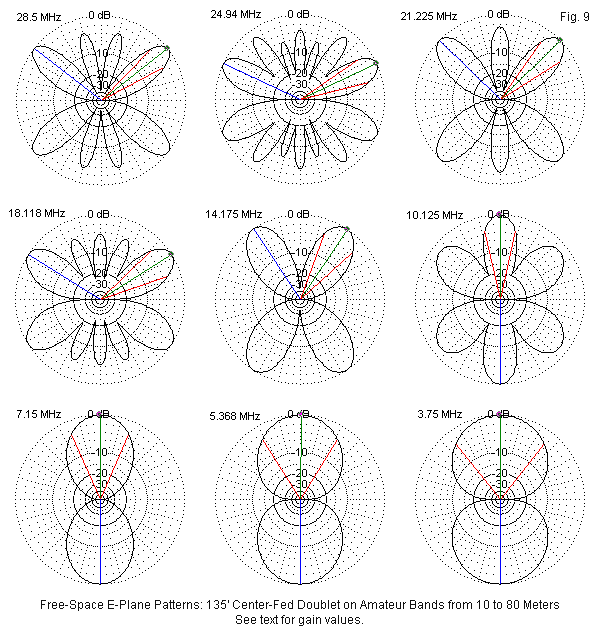 28.5 MHz
0 dB
-10
20
30
24.94 MHz
0 dB
-10
20
30
21.225 MHz
0 dB
-10
20
30
Fig. 9
18.118 MHz
0 dB
-10
20
30
14.175 MHz
0 dB
-10
20
30
10.125 MHz
0 dB
-10
20
30
7.15 MHz
0 dB
-10
-20
30
5.368 MHz
0 dB
-10
-20
30
3.75 MHz
0 dB
-10
-20
30
Free-Space E-Plane Patterns: 135' Center-Fed Doublet on Amateur Bands from 10 to 80 Meters
See text for gain values.